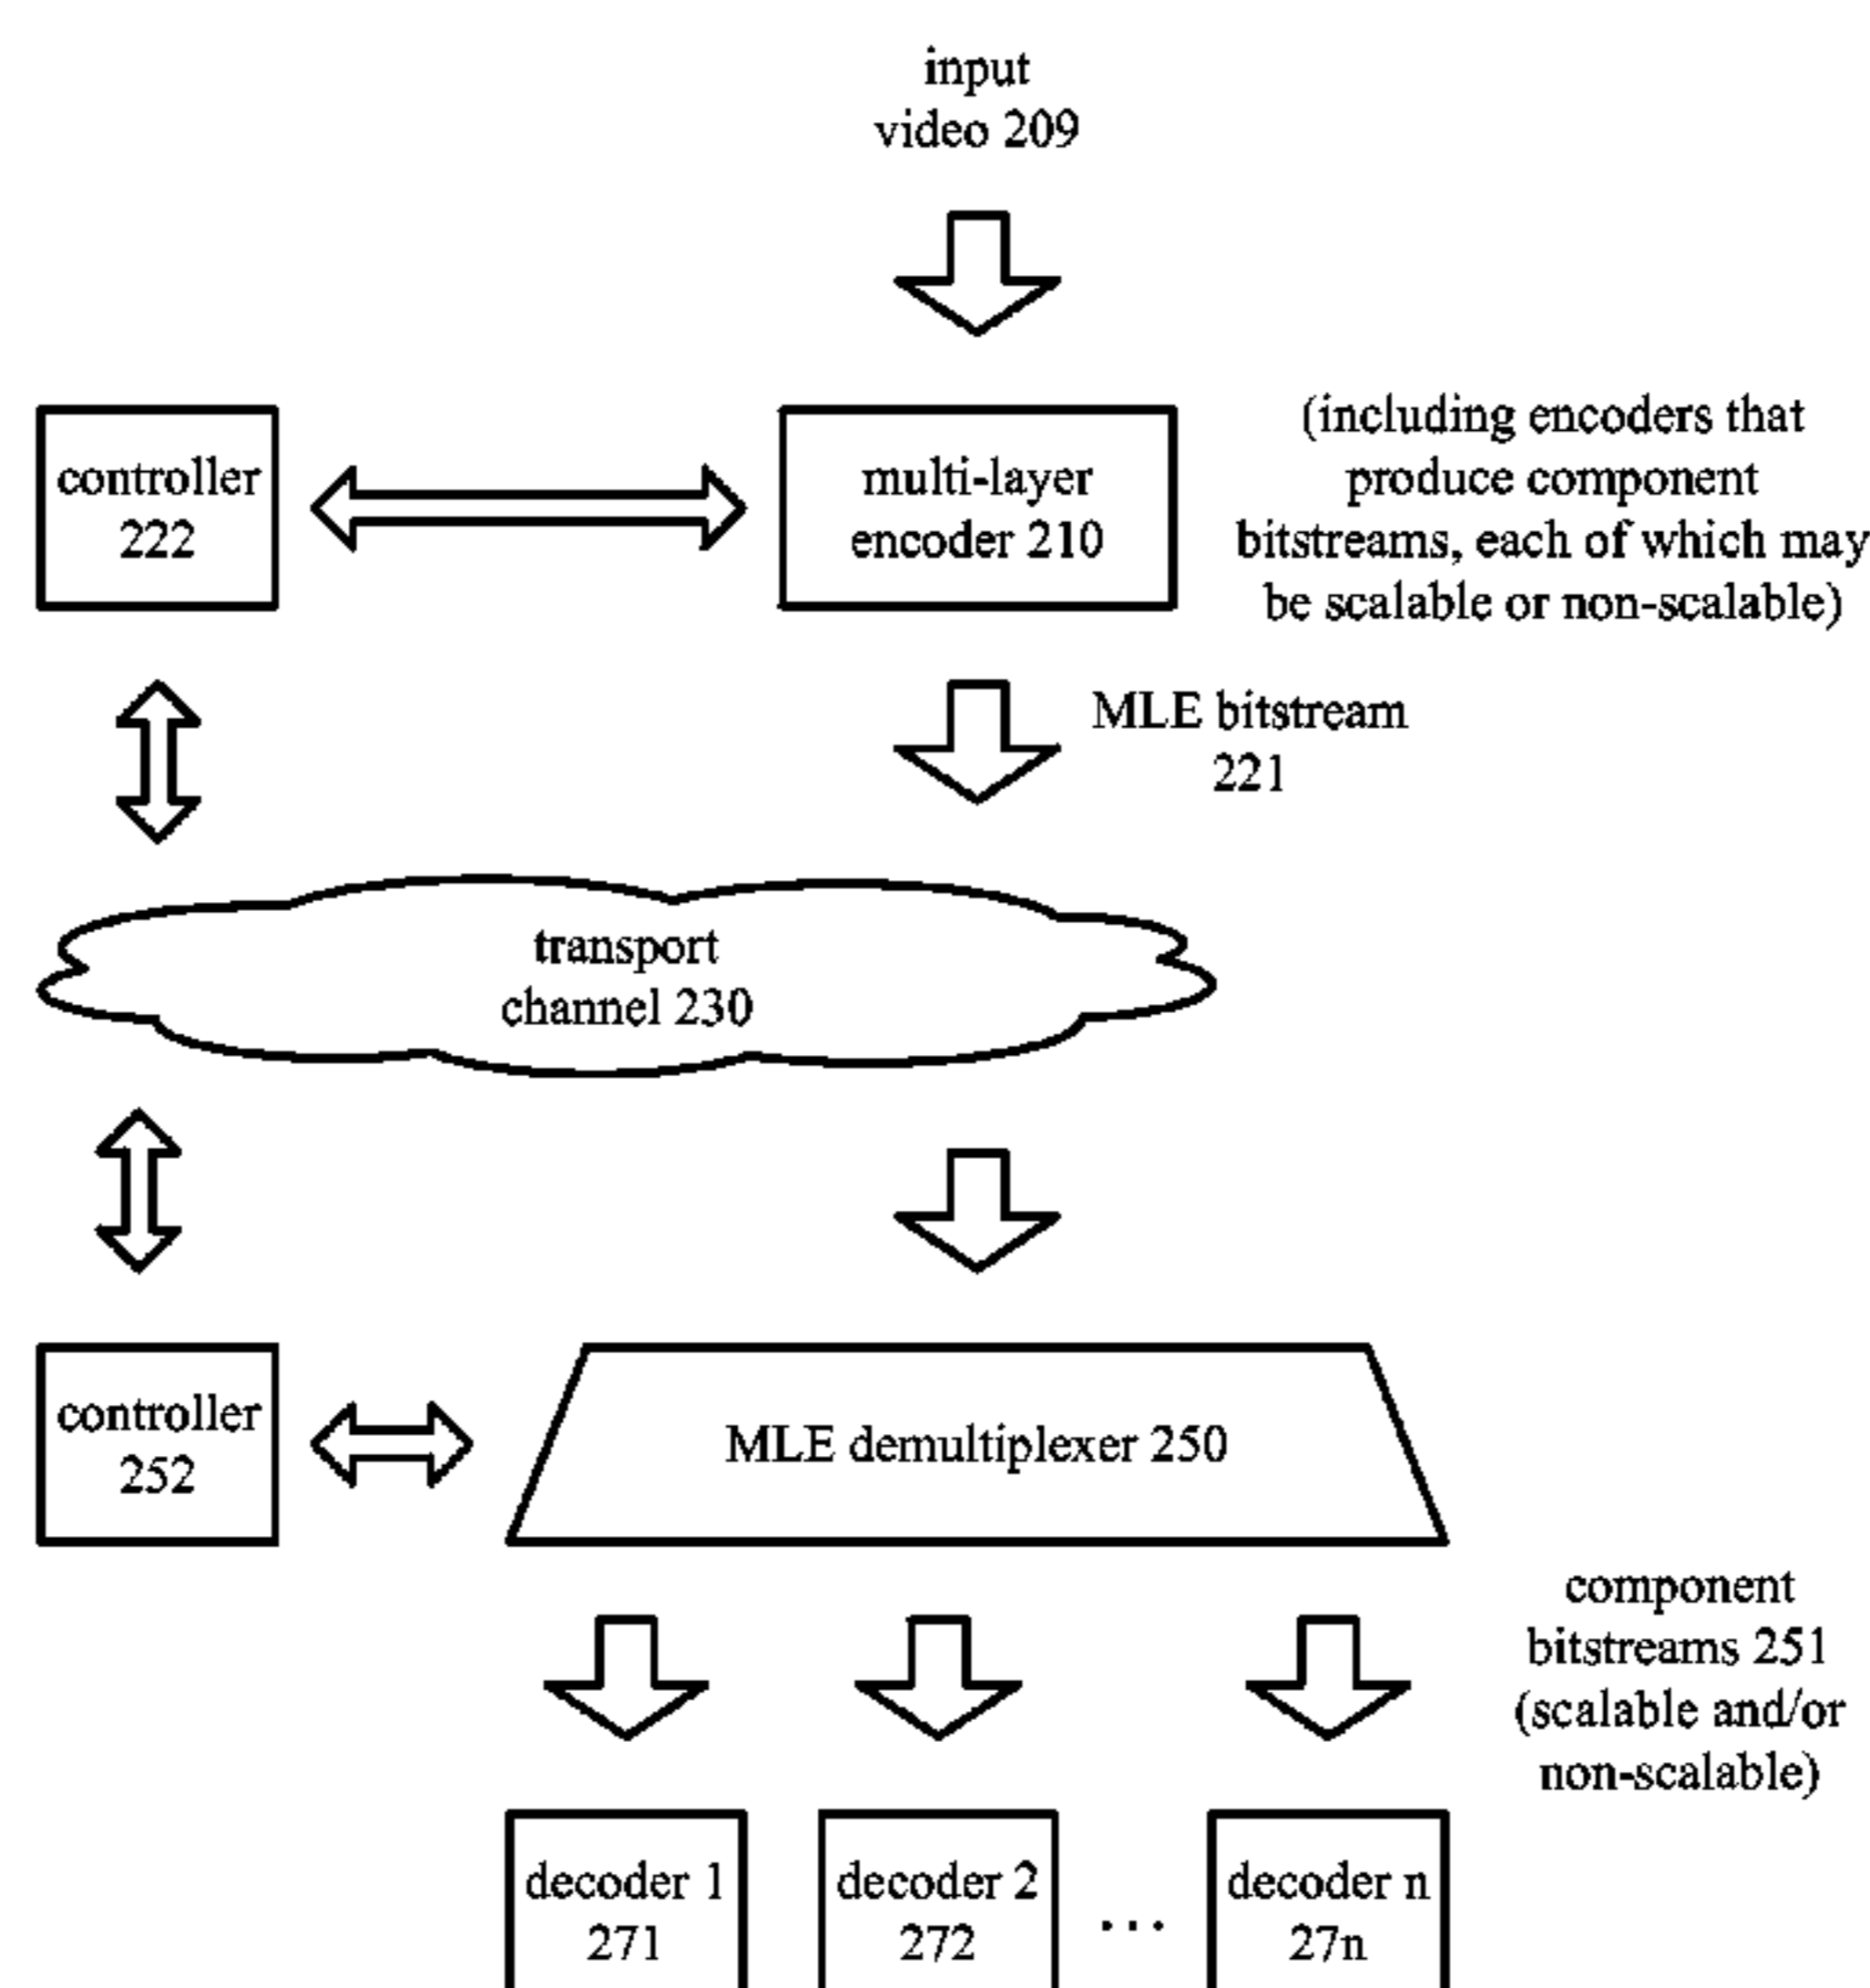 input
video 209
controller
222
multi-layer
encoder 210
(including encoders that
produce component
bitstreams, each of which may
be scalable or non-scalable)
MLE bitstream
221
transport
channel 230
controller
252
MLE demultiplexer 250
component
bitstreams 251
(scalable and/or
non-scalable)
decoder 1
271
decoder 2
272
...
decoder n
27n